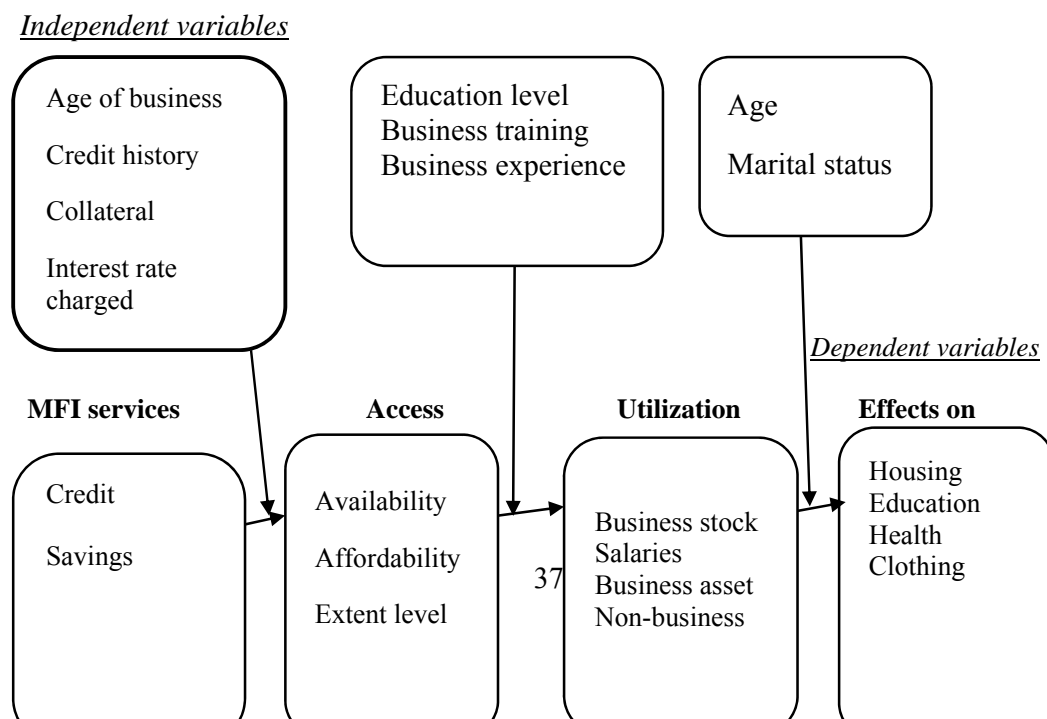 Independent variables
Age of business
Credit history
Collateral
Interest rate
charged
Education level
Business training
Business experience
Age
Marital status
Dependent variables
MFI services
Access
Utilization
Effects on
Credit
Savings
Availability
Affordability
Extent level
37
Business stock
Salaries
Business asset
Non-business
Housing
Education
Health
Clothing